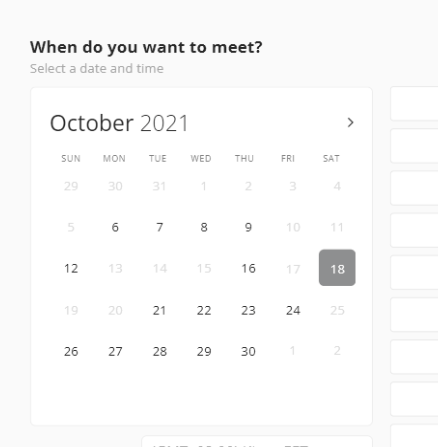 When do you want to meet?
Select a date and time
October 2021
SUN MON TUE WED THU FRI SAT
29 30 31 1 2 3 4
5 6 7 8 9 10 11
12 13 14 15 16 17 18
19 20 21 22 23 24 25
26 27 28 29 30 1 2